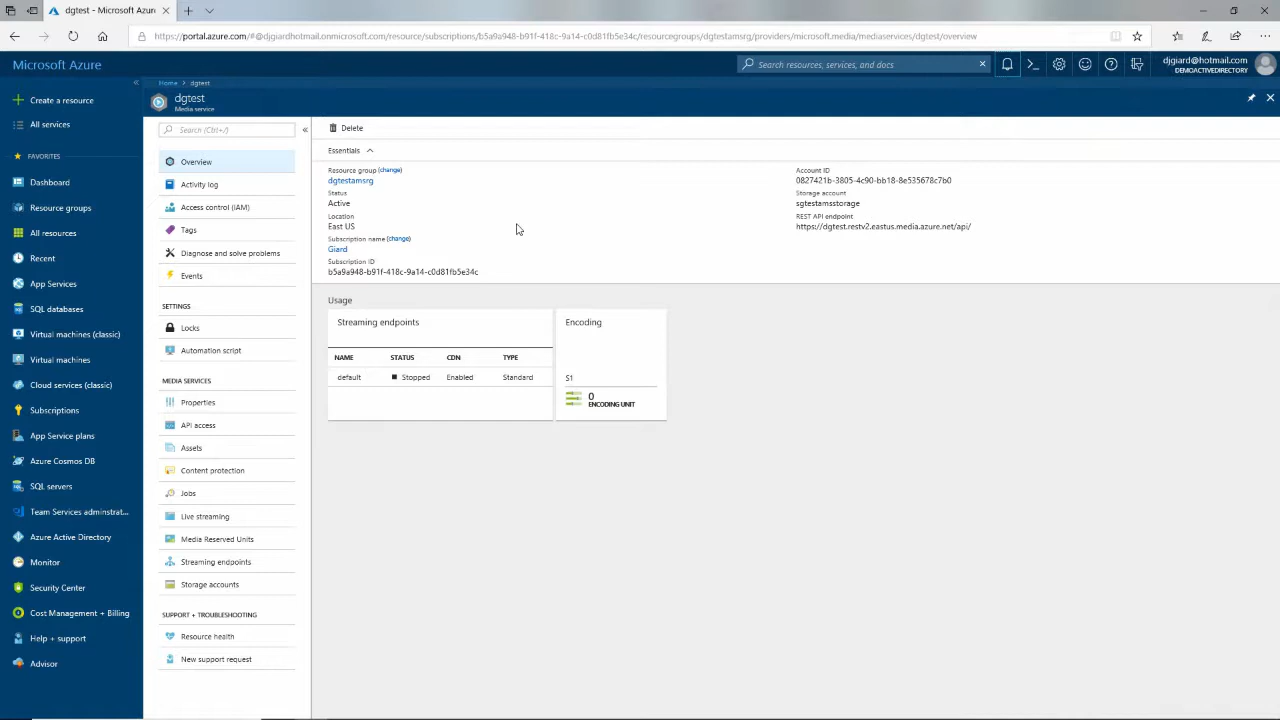 dgtest - Microsoft Azure
https://portal.azure.com/#@djgiardhotmail.onmicrosoft.com/resource/subscriptions/b5a9a948-b91f-418c-9a14-c0d81fb5e34c/resourcegroups/dgtestamsrg/providers/microsoft.media/mediaservices/dgtest/overview
Microsoft Azure
Search resources, services, and docs
djgiard@hotmail.com
DEMOACTIVEDIRECTORY
Create a resource
All services
FAVORITES
Dashboard
Resource groups
All resources
Recent
App Services
SQL databases
Virtual machines (classic)
Virtual machines
Cloud services (classic)
Subscriptions
App Service plans
Azure Cosmos DB
SQL servers
Team Services adminstrat...
Azure Active Directory
Monitor
Security Center
Cost Management + Billing
Help + support
Advisor
Home > dgtest
dgtest
Media service
Search (Ctrl+/)
Overview
Activity log
Access control (IAM)
Tags
Diagnose and solve problems
Events
SETTINGS
Locks
Automation script
MEDIA SERVICES
Properties
API access
Assets
Content protection
Jobs
Live streaming
Media Reserved Units
Streaming endpoints
Storage accounts
SUPPORT + TROUBLESHOOTING
Resource health
New support request
Delete
Essentials
Resource group (change)
dgtestamsrg
Status
Active
Location
East US
Subscription name (change)
Giard
Subscription ID
b5a9a948-b91f-418c-9a14-c0d81fb5e34c
Account ID
0827421b-3805-4c90-bb18-8e535678c7b0
Storage account
sgtestamsstorage
REST API endpoint
https://dgtest.restv2.eastus.media.azure.net/api/
Usage
Streaming endpoints
NAME STATUS CDN TYPE
default Stopped Enabled Standard
Encoding
S1
0
ENCODING UNIT